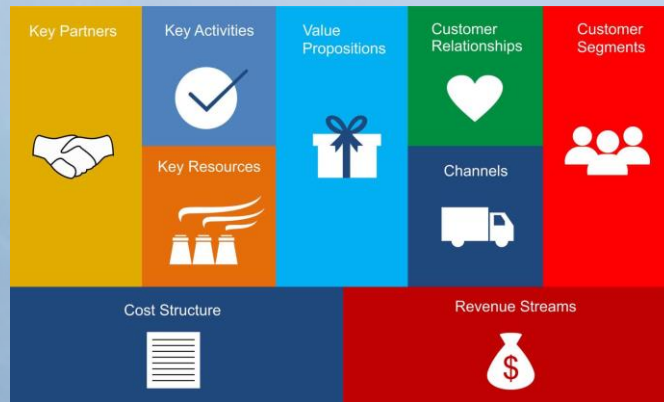 Key Partners
Key Activities
Value
Propositions
Customer
Relationships
Customer
Segments
Key Resources
Channels
Cost Structure
Revenue Streams
$